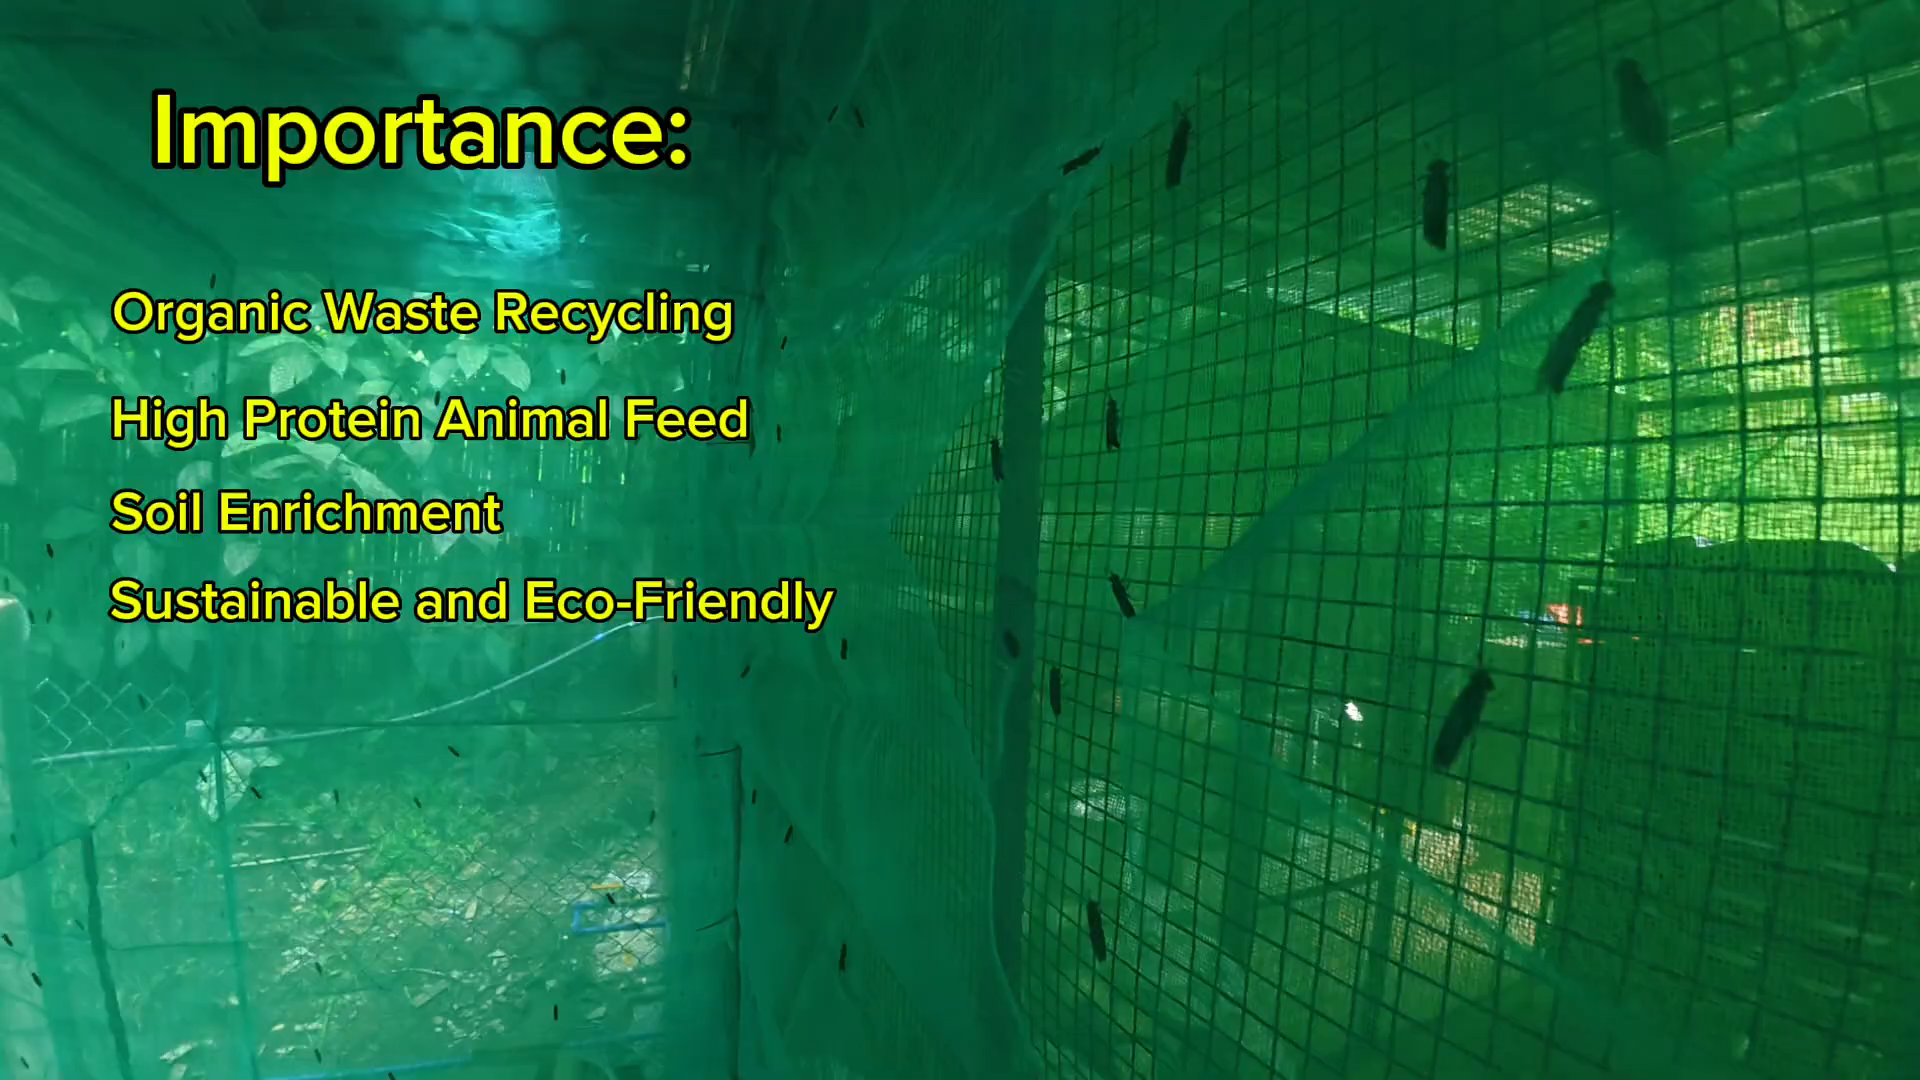 Importance:
Organic Waste Recycling
High Protein Animal Feed
Soil Enrichment
Sustainable and Eco-Friendly